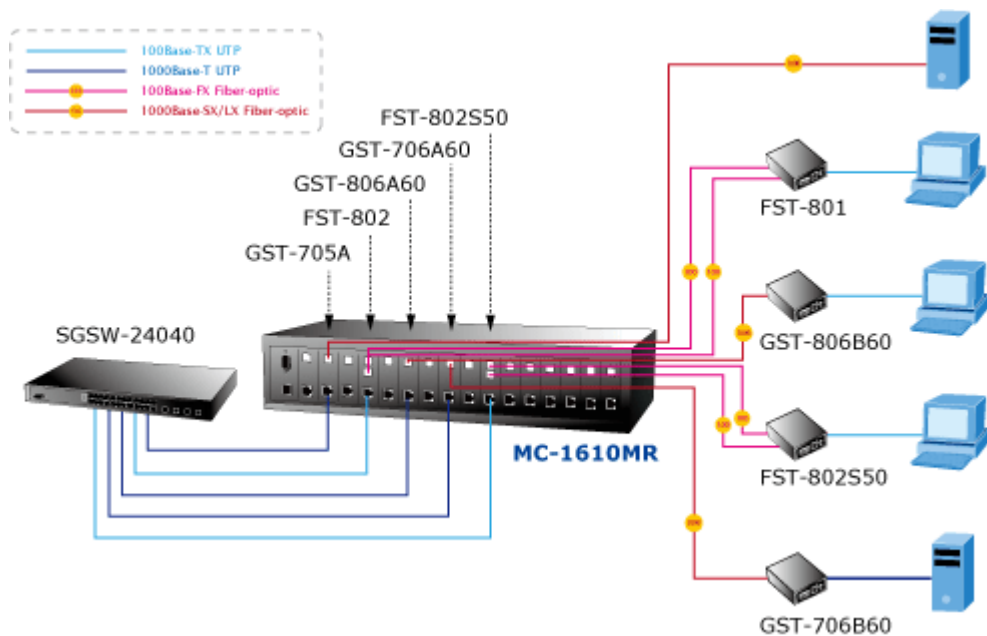 100Base-TX UTP
1000Base-T UTP
100Base-FX Fiber-optic
1000Base-SX/LX Fiber-optic
FST-802S50
GST-706A60
GST-806A60
FST-802
GST-705A
SGSW-24040
MC-1610MR
FST-801
GST-806B60
FST-802S50
GST-706B60